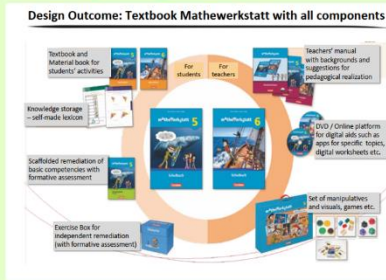 Design Outcome: Textbook Mathewerkstatt with all components
Textbook and
Material book for
students' activities
For
students
For
teachers
Teachers' manual
with backgrounds and
suggestions for
pedagogical realization
Knowledge storage
– self-made lexicon
mathewerkstatt 5
mathewerkstatt 6
Schulbuch
Schulbuch
DVD / Online platform
for digital aids such as
apps for specific topics,
digital worksheets etc.
Scaffolded remediation of
basic competencies with
formative assessment
Exercise Box for
independent remediation
(with formative assessment)
Set of manipulatives
and visuals, games etc.